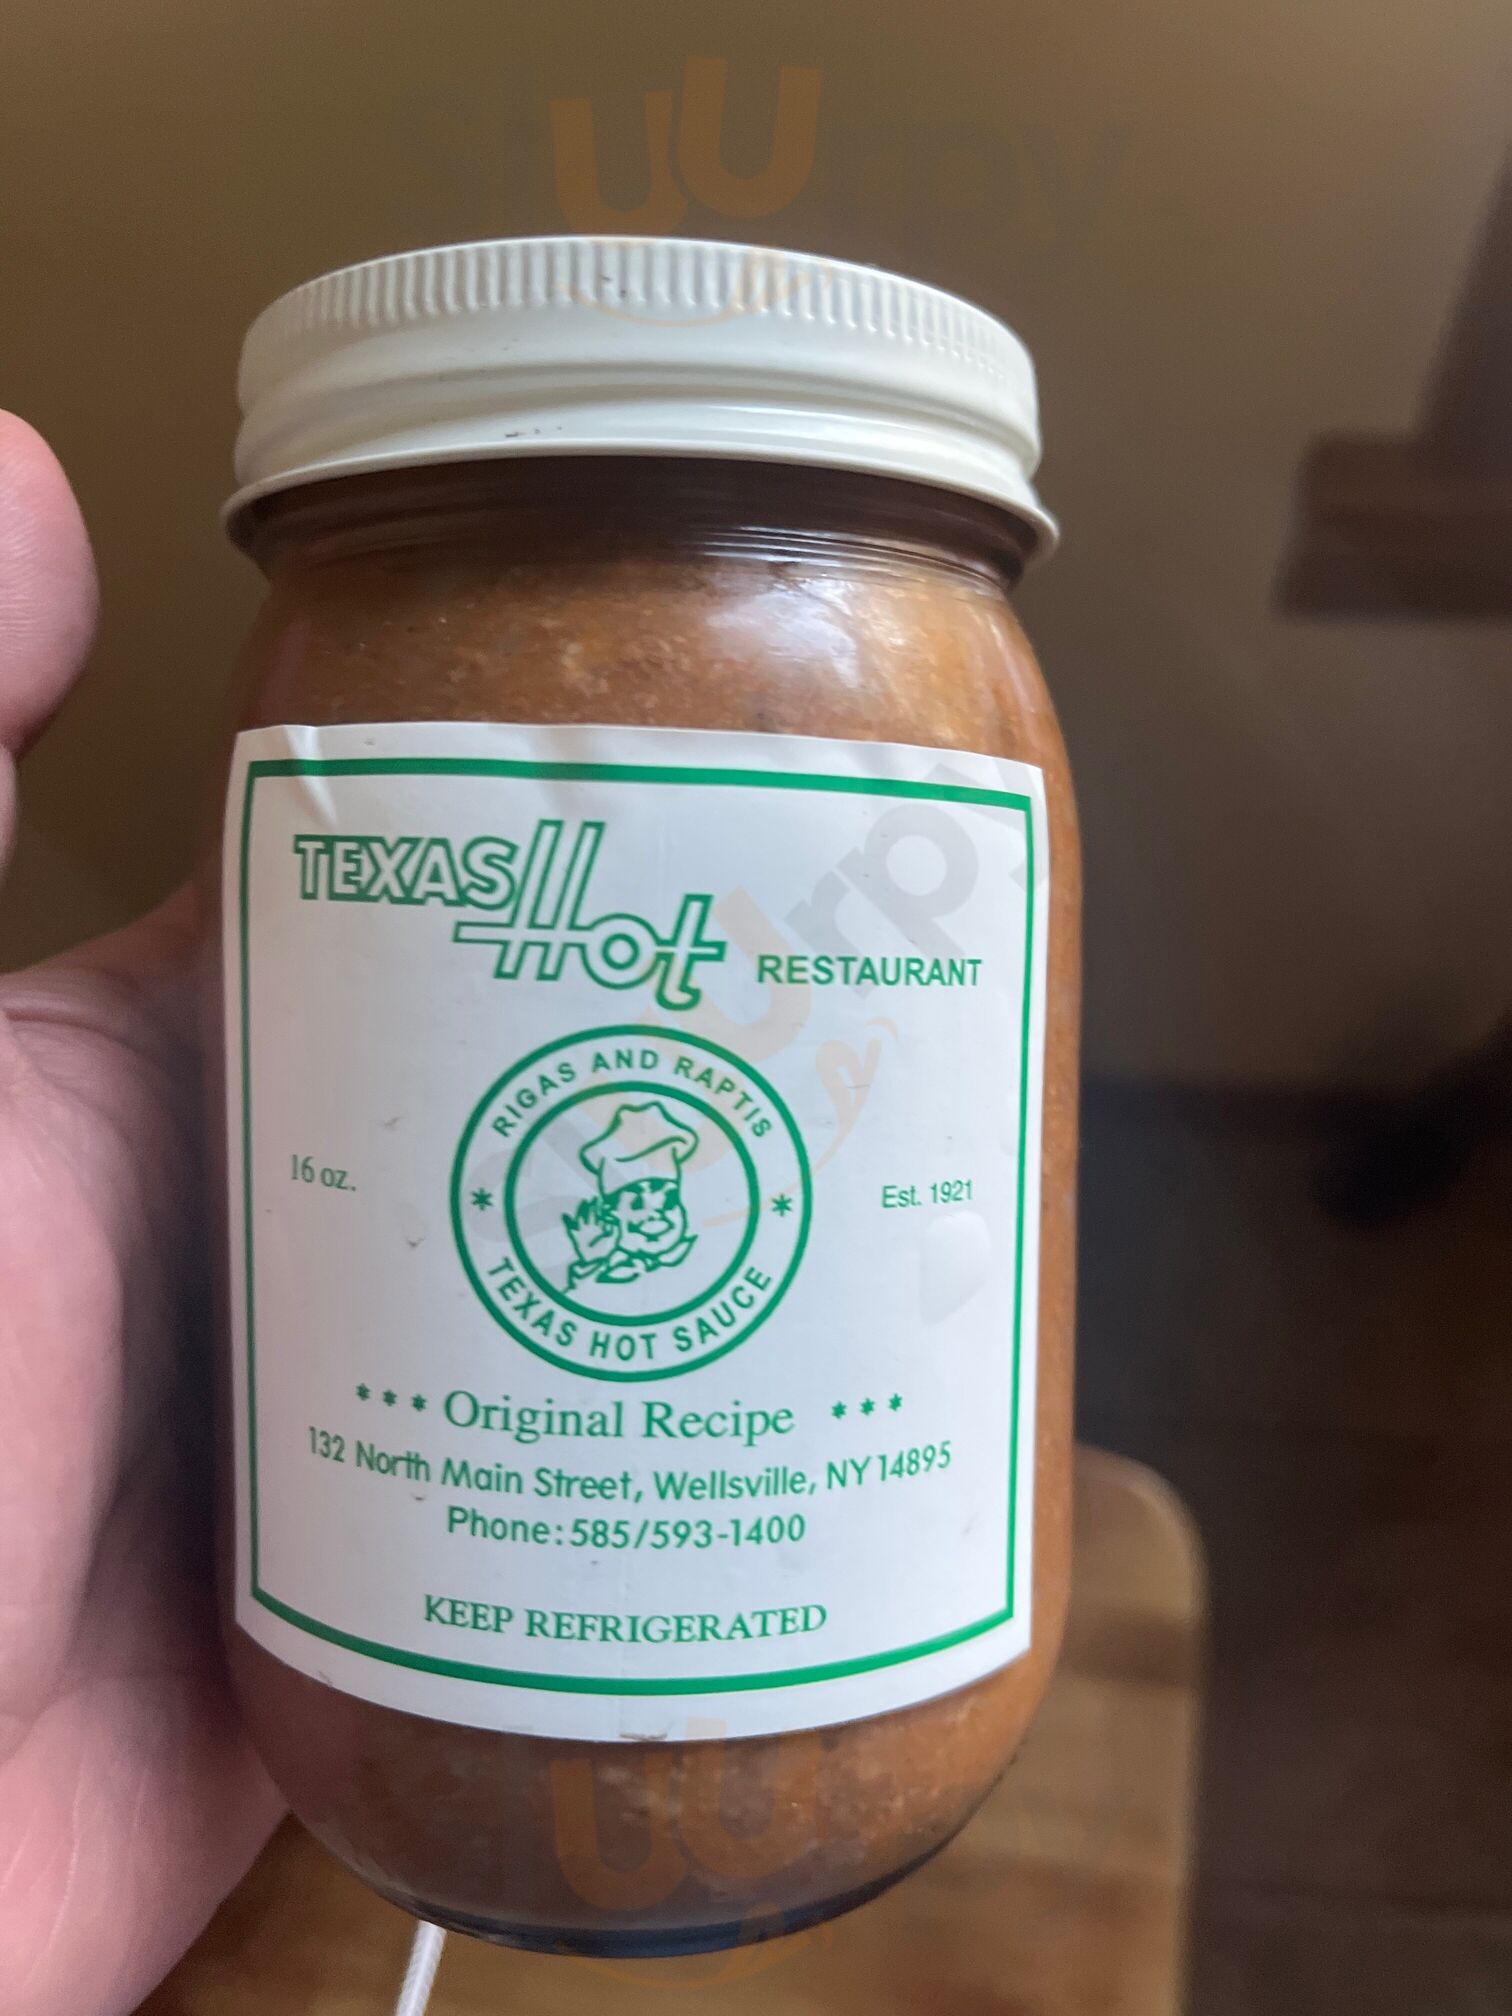 TEXAS Hot RESTAURANT
RIGAS AND RAPTIS
16 oz.
Est. 1921
TEXAS HOT SAUCE
*** Original Recipe ***
132 North Main Street, Wellsville, NY 14895
Phone: 585/593-1400
KEEP REFRIGERATED